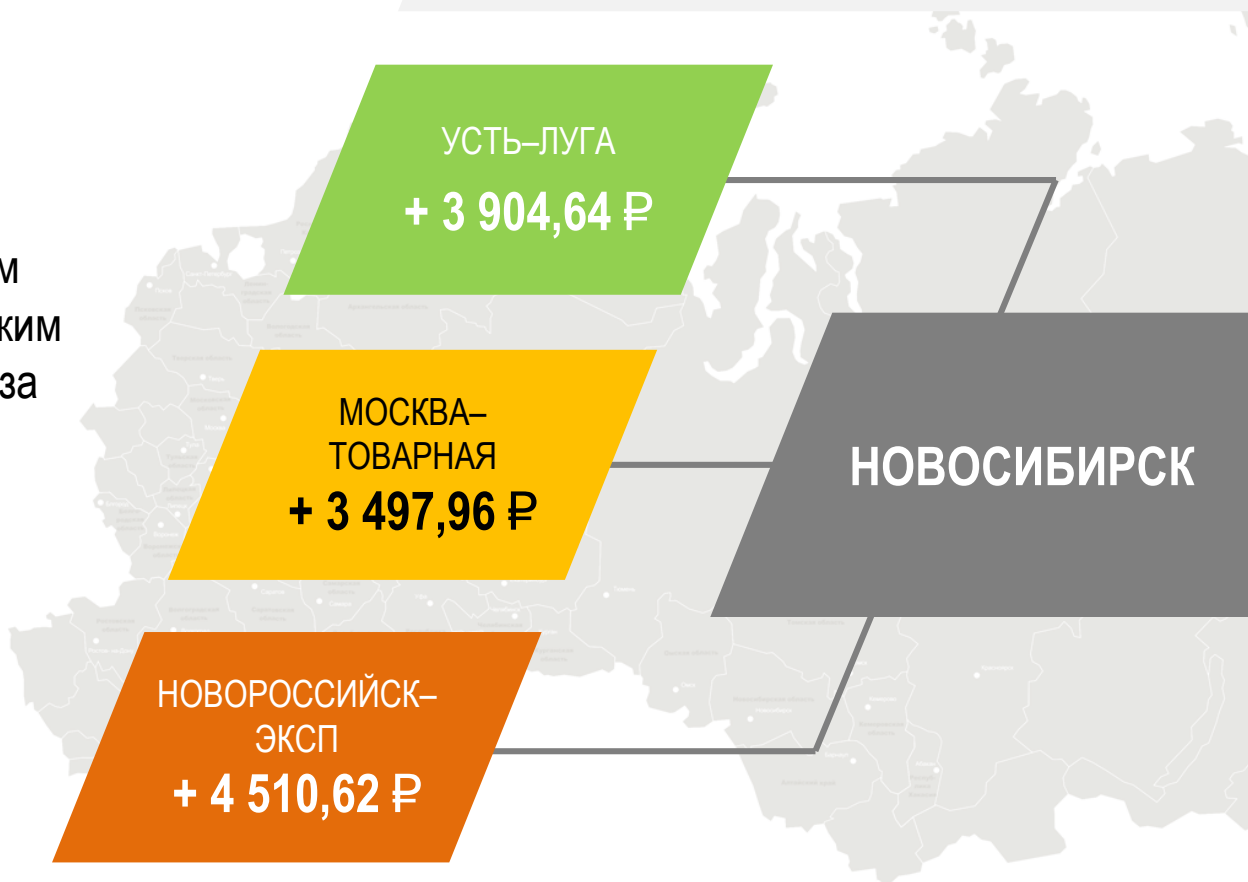 УСТЬ–ЛУГА
+ 3 904,64 ₽
м
ким
за
МОСКВА–
ТОВАРНАЯ
+ 3 497,96 ₽
НОВОСИБИРСК
НОВОРОССИЙСК–
ЭКСП
+ 4 510,62 ₽